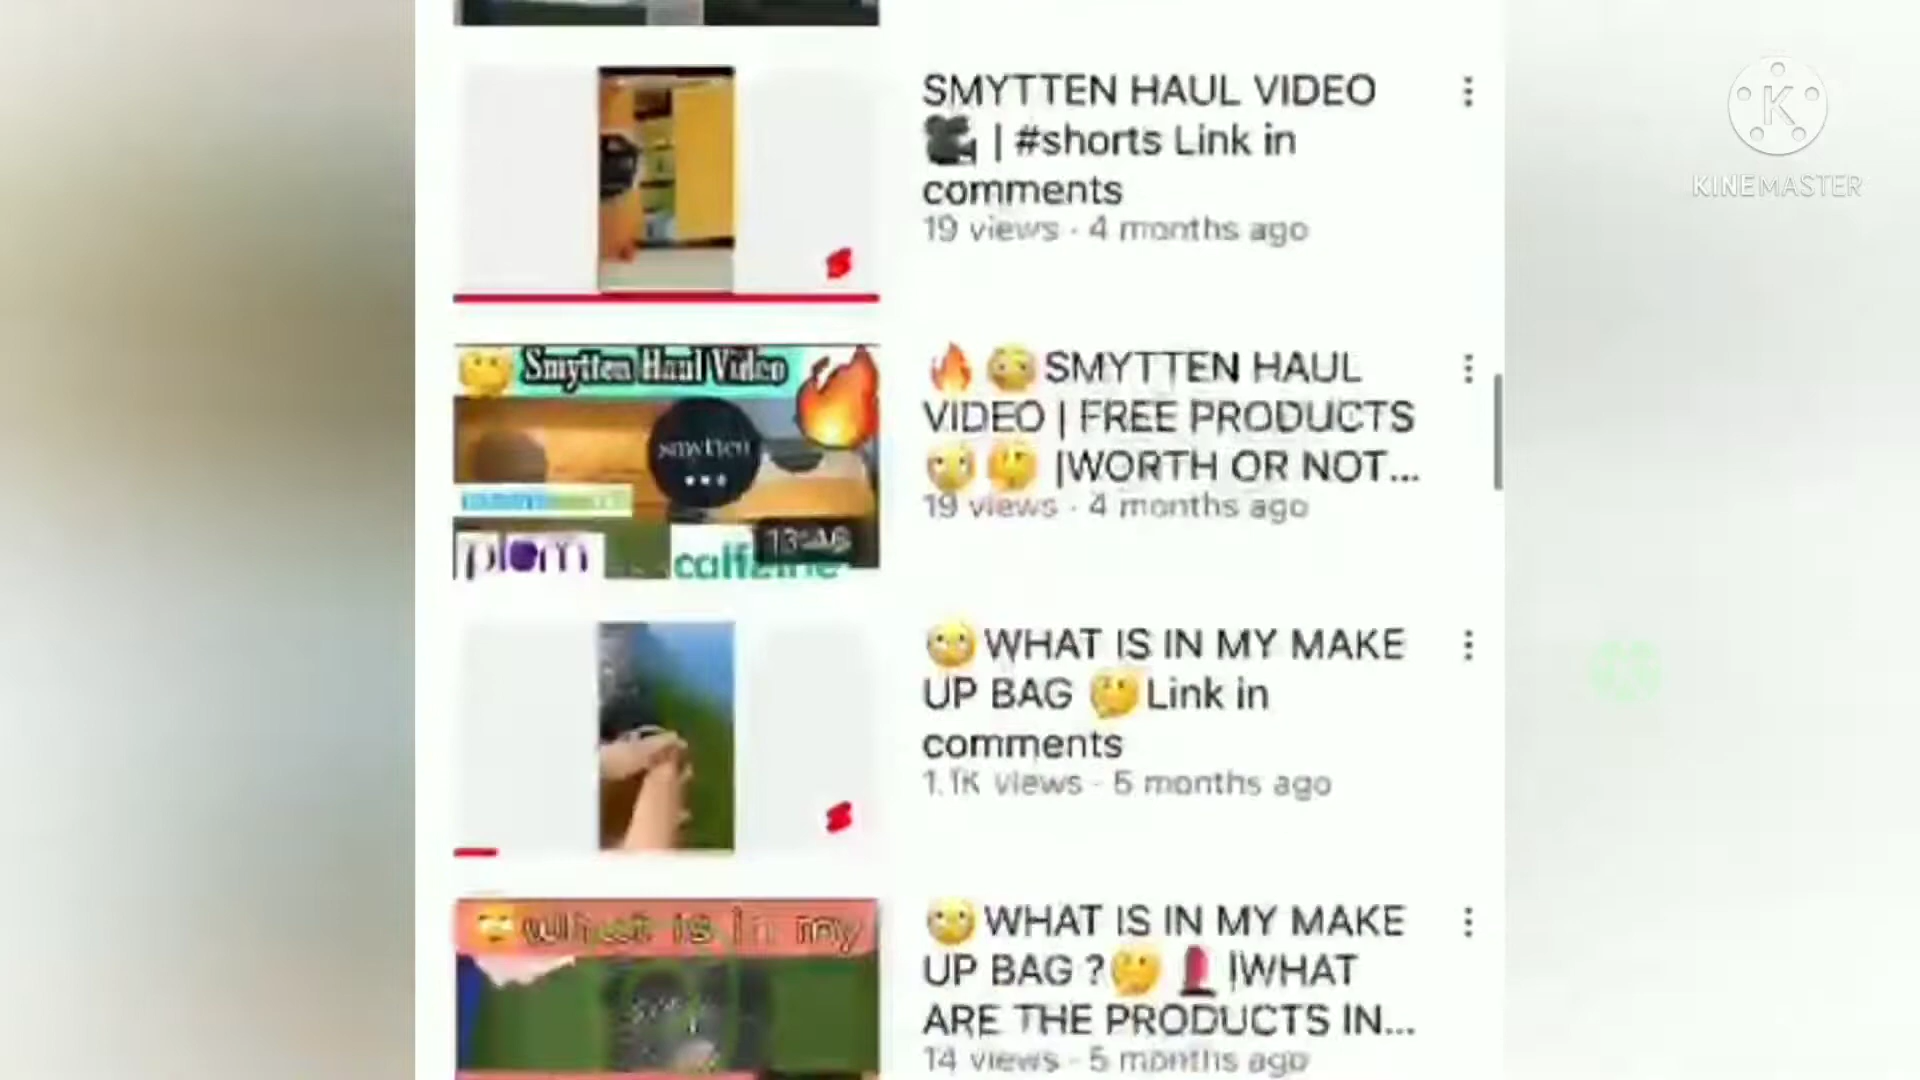 SMYTTEN HAUL VIDEO
🎥 | #shorts Link in
comments
19 views · 4 months ago
KINEMASTER
Smytten Haul Video
smytten
plum
13:46
🔥😳SMYTTEN HAUL
VIDEO | FREE PRODUCTS
🤔 |WORTH OR NOT...
19 views · 4 months ago
WHAT IS IN MY MAKE
UP BAG 🤔Link in
comments
1.1K views · 5 months ago
what is in my
WHAT IS IN MY MAKE
UP BAG ?🤔💄|WHAT
ARE THE PRODUCTS IN...
14 views · 5 months ago